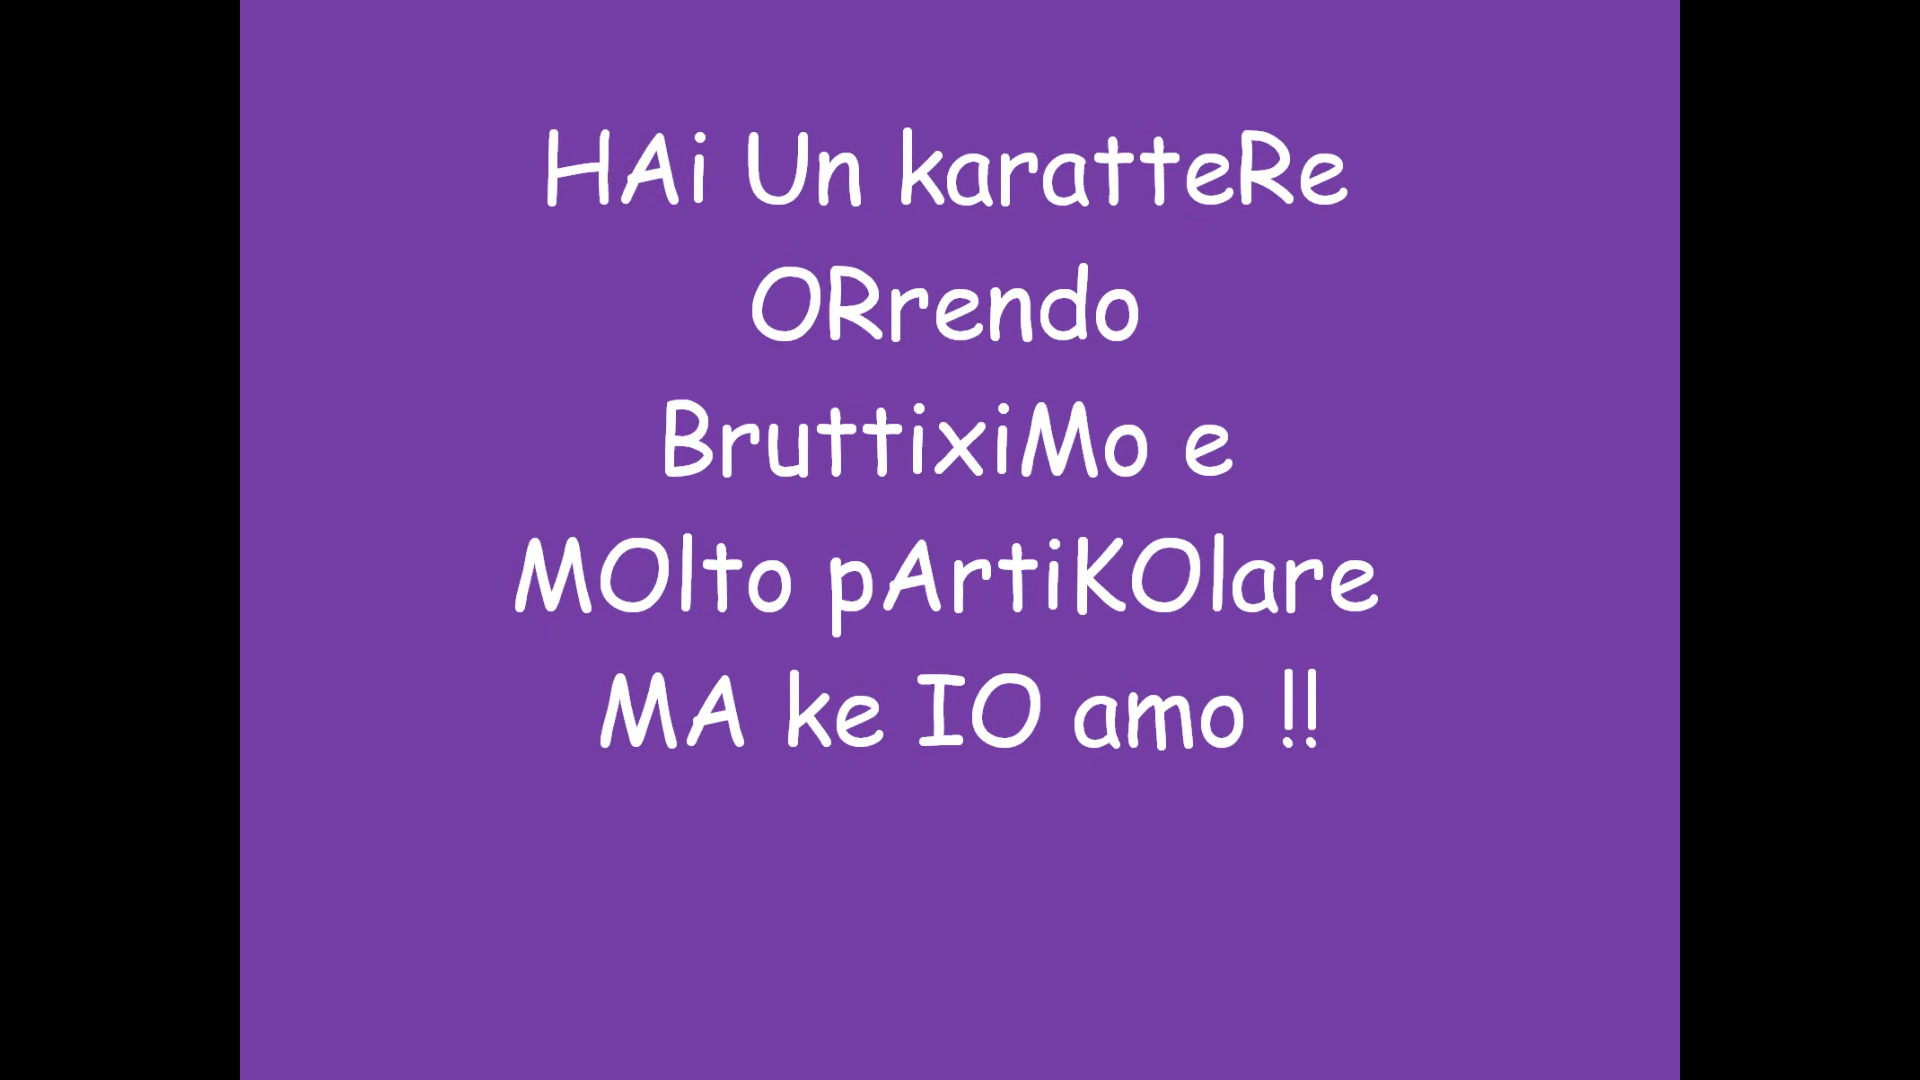 HAi Un karatteRe
ORrendo
BruttixiMo e
MOlto pArtiKOlare
MA ke IO amo !!